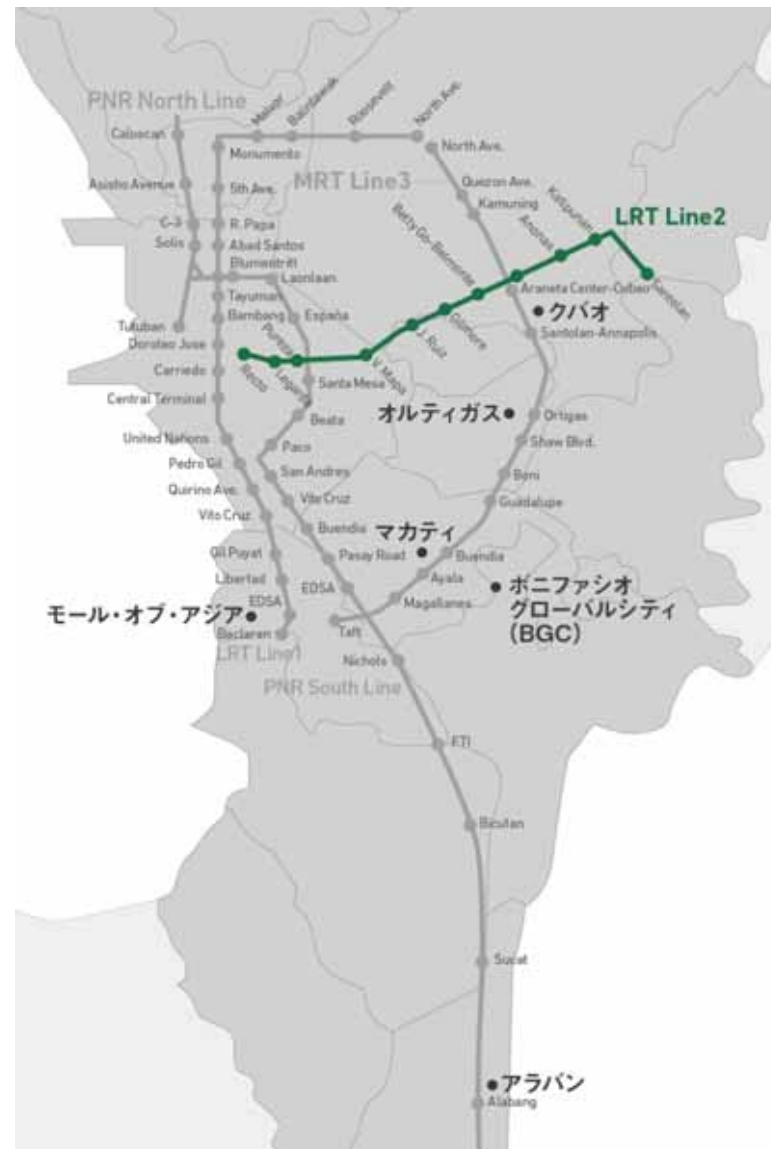 PNR North Line
Caloocan
Asisho Avenue
C-3
Solis
Tutuban
Malvar
Balintawak
Roosevelt
North Ave.
Monumento
5th Ave.
R. Papa
Abad Santos
Blumentritt
Tayuman
Bambang
Doroteo Jose
Carriedo
Central Terminal
United Nations
Pedro Gil
Quirino Ave.
Vito Cruz
Gil Puyat
Libertad
EDSA
Baclaran
LRT Line1
MRT Line3
North Ave.
Quezon Ave.
Kamuning
Araneta Center-Cubao
Santolan-Annapolis
Ortigas
Shaw Blvd.
Boni
Guadalupe
Buendia
Ayala
Magallanes
Taft
LRT Line2
Recto
Legarda
Pureza
V. Mapa
J. Ruiz
Gilmore
Betty Go-Belmonte
Anonas
Katipunan
Santolan
Laonlaan
España
Santa Mesa
Beata
Paco
San Andres
Vito Cruz
Buendia
Pasay Road
EDSA
PNR South Line
Nichols
FTI
Bicutan
Sucat
Alabang
クバオ
オルティガス
マカティ
ボニファシオ
グローバルシティ
(BGC)
モール・オブ・アジア
アラバン